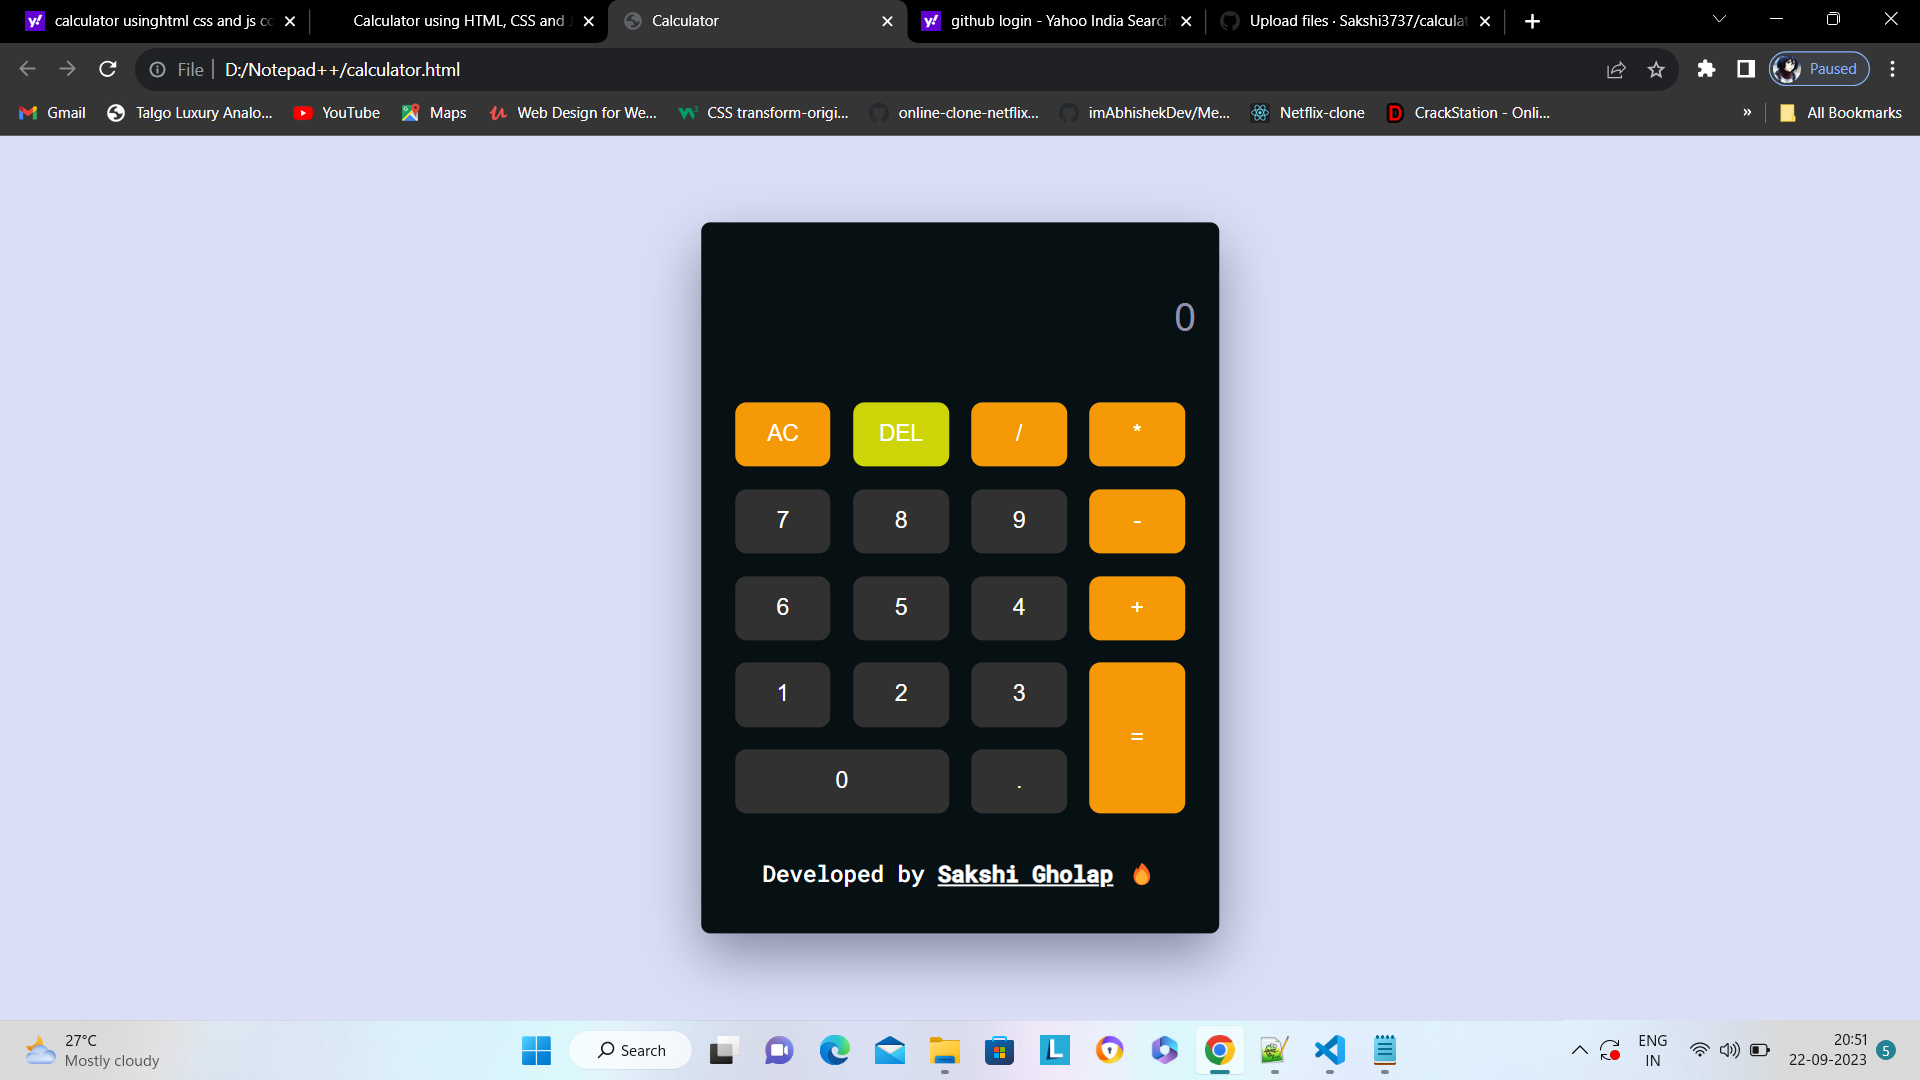 calculator usinghtml css and js co
Calculator using HTML, CSS and J
Calculator
github login - Yahoo India Search
Upload files · Sakshi3737/calculat
File
D:/Notepad++/calculator.html
Paused
Gmail
Talgo Luxury Analo...
YouTube
Maps
Web Design for We...
CSS transform-origi...
online-clone-netflix...
imAbhishekDev/Me...
Netflix-clone
CrackStation - Onli...
»
All Bookmarks
0
AC DEL / *
7 8 9 -
6 5 4 +
1 2 3
=
0 .
Developed by Sakshi Gholap 🔥
27°C
Mostly cloudy
Search
ENG
IN
20:51
22-09-2023
5